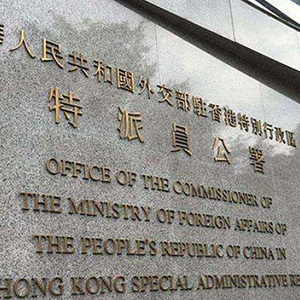 華人民共和國外交部駐香港特別行政區
特派員公署
OFFICE OF THE COMMISSIONER OF
THE MINISTRY OF FOREIGN AFFAIRS OF
THE PEOPLE'S REPUBLIC OF CHINA IN
HONG KONG SPECIAL ADMINISTRATIVE RE